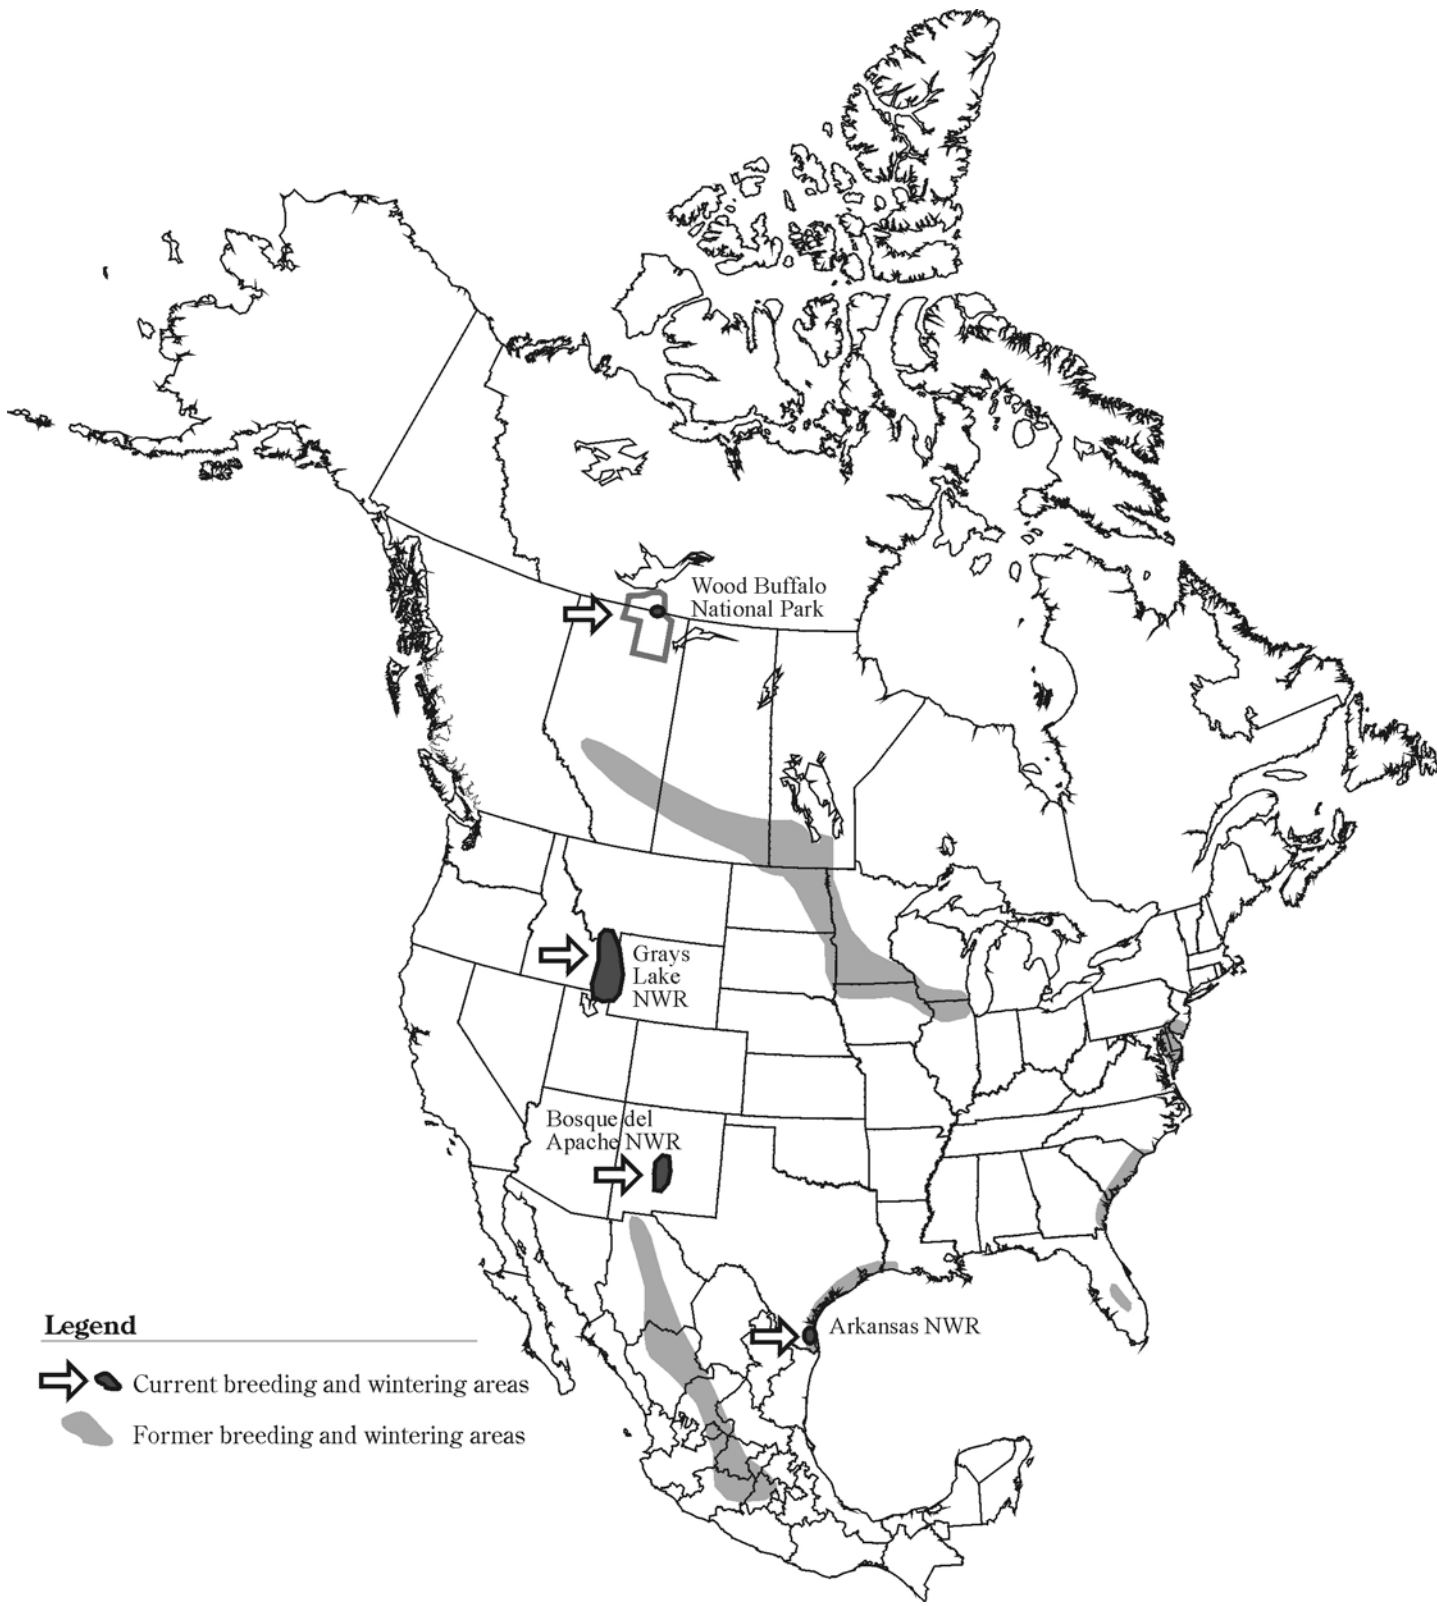 Wood Buffalo
National Park
Grays
Lake
NWR
Bosque del
Apache NWR
Arkansas NWR
Legend
Current breeding and wintering areas
Former breeding and wintering areas